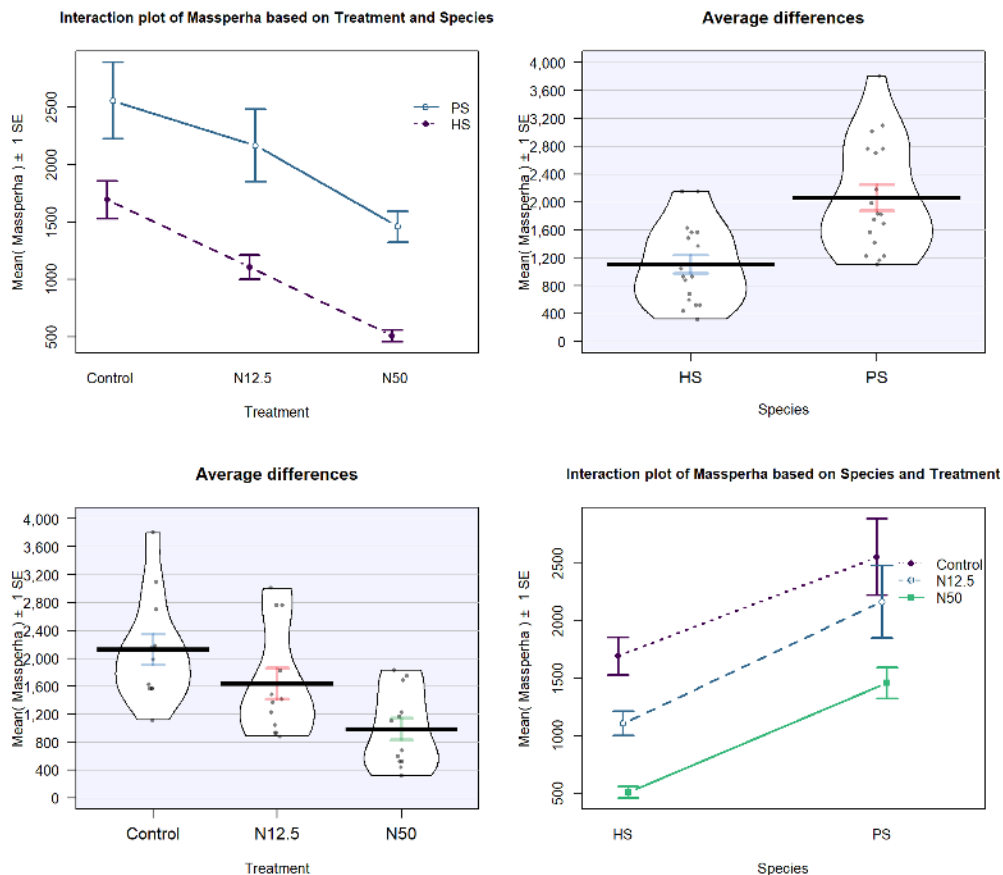 Interaction plot of Massperha based on Treatment and Species
Mean( Massperha ) ± 1 SE
2500
2000
1500
1000
500
PS
HS
Control
N12.5
N50
Treatment
Average differences
Mean( Massperha ) ± 1 SE
4,000
3,600
3,200
2,800
2,400
2,000
1,600
1,200
800
400
0
HS
PS
Species
Average differences
Mean( Massperha ) ± 1 SE
4,000
3,600
3,200
2,800
2,400
2,000
1,600
1,200
800
400
0
Control
N12.5
N50
Treatment
Interaction plot of Massperha based on Species and Treatment
Mean( Massperha ) ± 1 SE
2500
2000
1500
1000
500
Control
N12.5
N50
HS
PS
Species